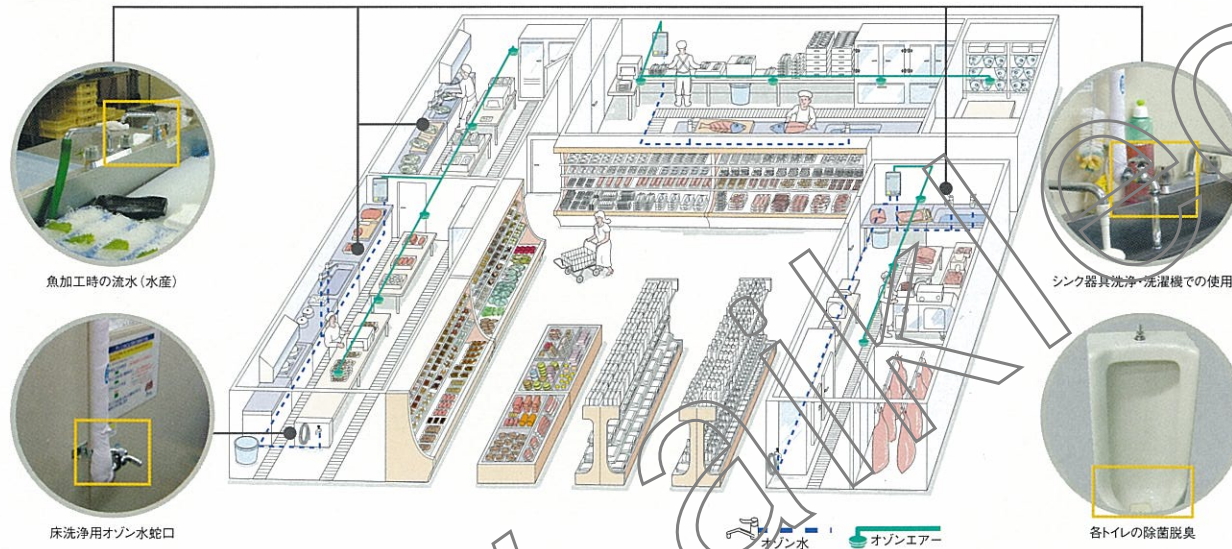 魚加工時の流水(水産)
シンク器具洗浄・洗濯機での使用
床洗浄用オゾン水蛇口
オゾン水
オゾンエアー
各トイレの除菌脱臭